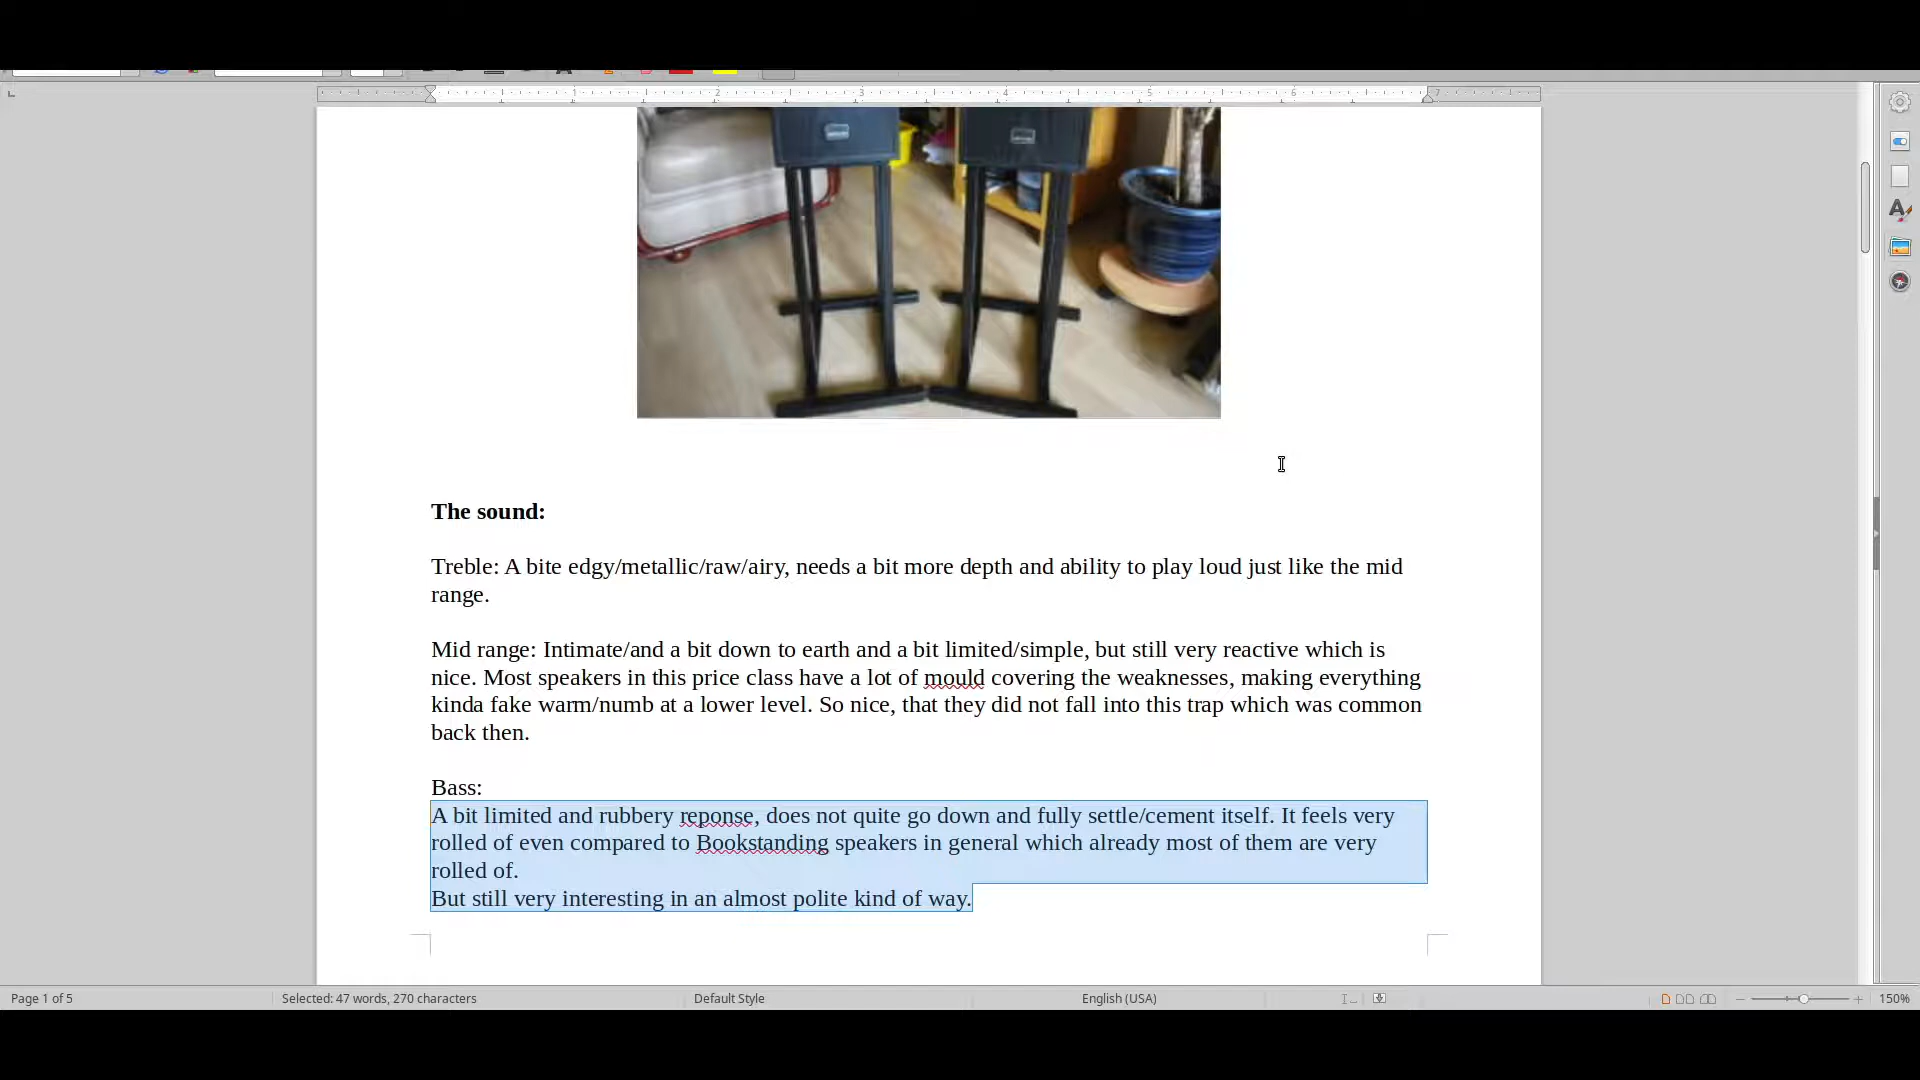 1 2 3 4 5 6 7
The sound:
Treble: A bite edgy/metallic/raw/airy, needs a bit more depth and ability to play loud just like the mid
range.
Mid range: Intimate/and a bit down to earth and a bit limited/simple, but still very reactive which is
nice. Most speakers in this price class have a lot of mould covering the weaknesses, making everything
kinda fake warm/numb at a lower level. So nice, that they did not fall into this trap which was common
back then.
Bass:
A bit limited and rubbery reponse, does not quite go down and fully settle/cement itself. It feels very
rolled of even compared to Bookstanding speakers in general which already most of them are very
rolled of.
But still very interesting in an almost polite kind of way.
Page 1 of 5 Selected: 47 words, 270 characters Default Style English (USA) 150%